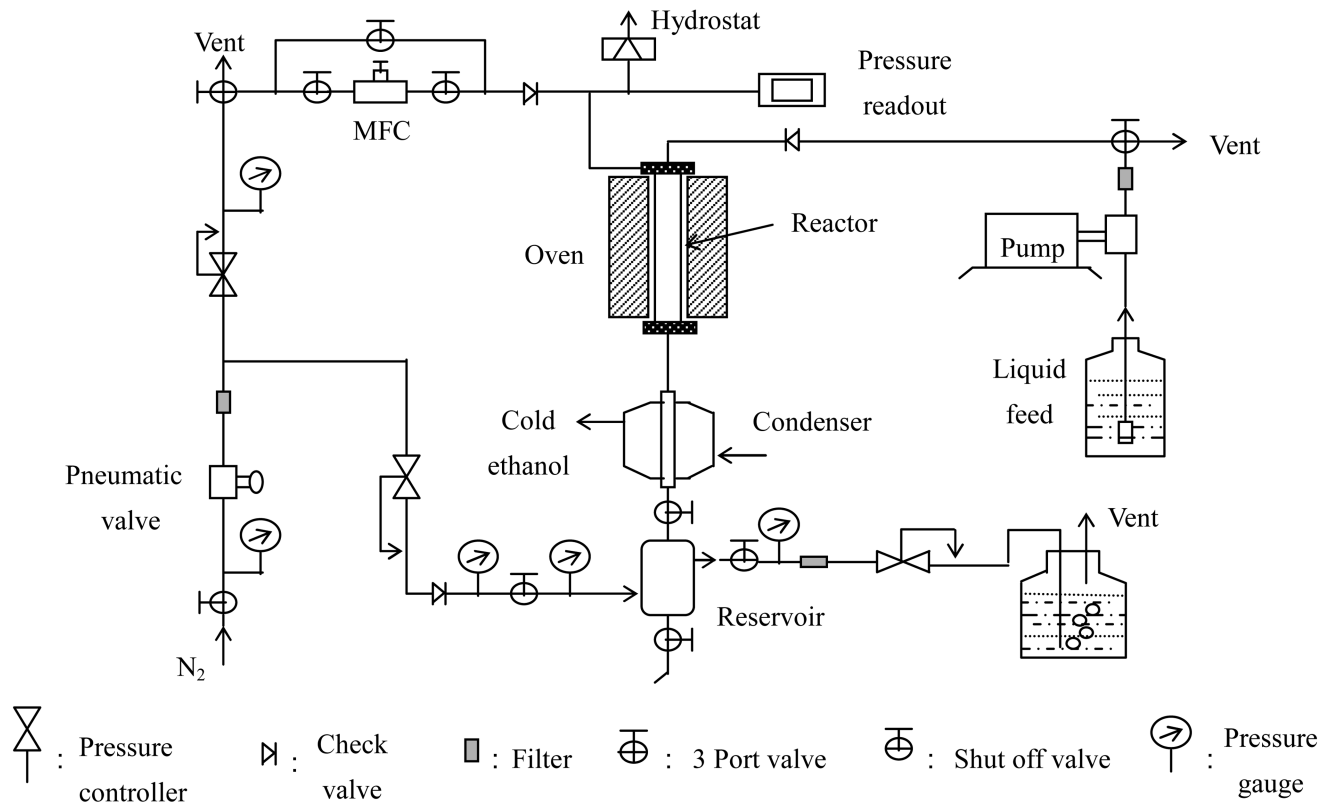 Hydrostat
Vent
Pressure
readout
MFC
Vent
Reactor
Oven
Pump
Liquid
feed
Cold
ethanol
Condenser
Pneumatic
valve
Vent
Reservoir
N₂
: Pressure
controller
: Check
valve
: Filter
: 3 Port valve
: Shut off valve
: Pressure
gauge